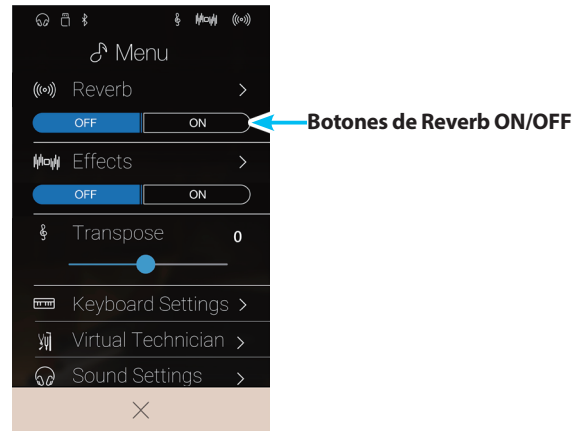 Menu
Reverb
OFF ON
Botones de Reverb ON/OFF
Effects
OFF ON
Transpose 0
Keyboard Settings
Virtual Technician
Sound Settings